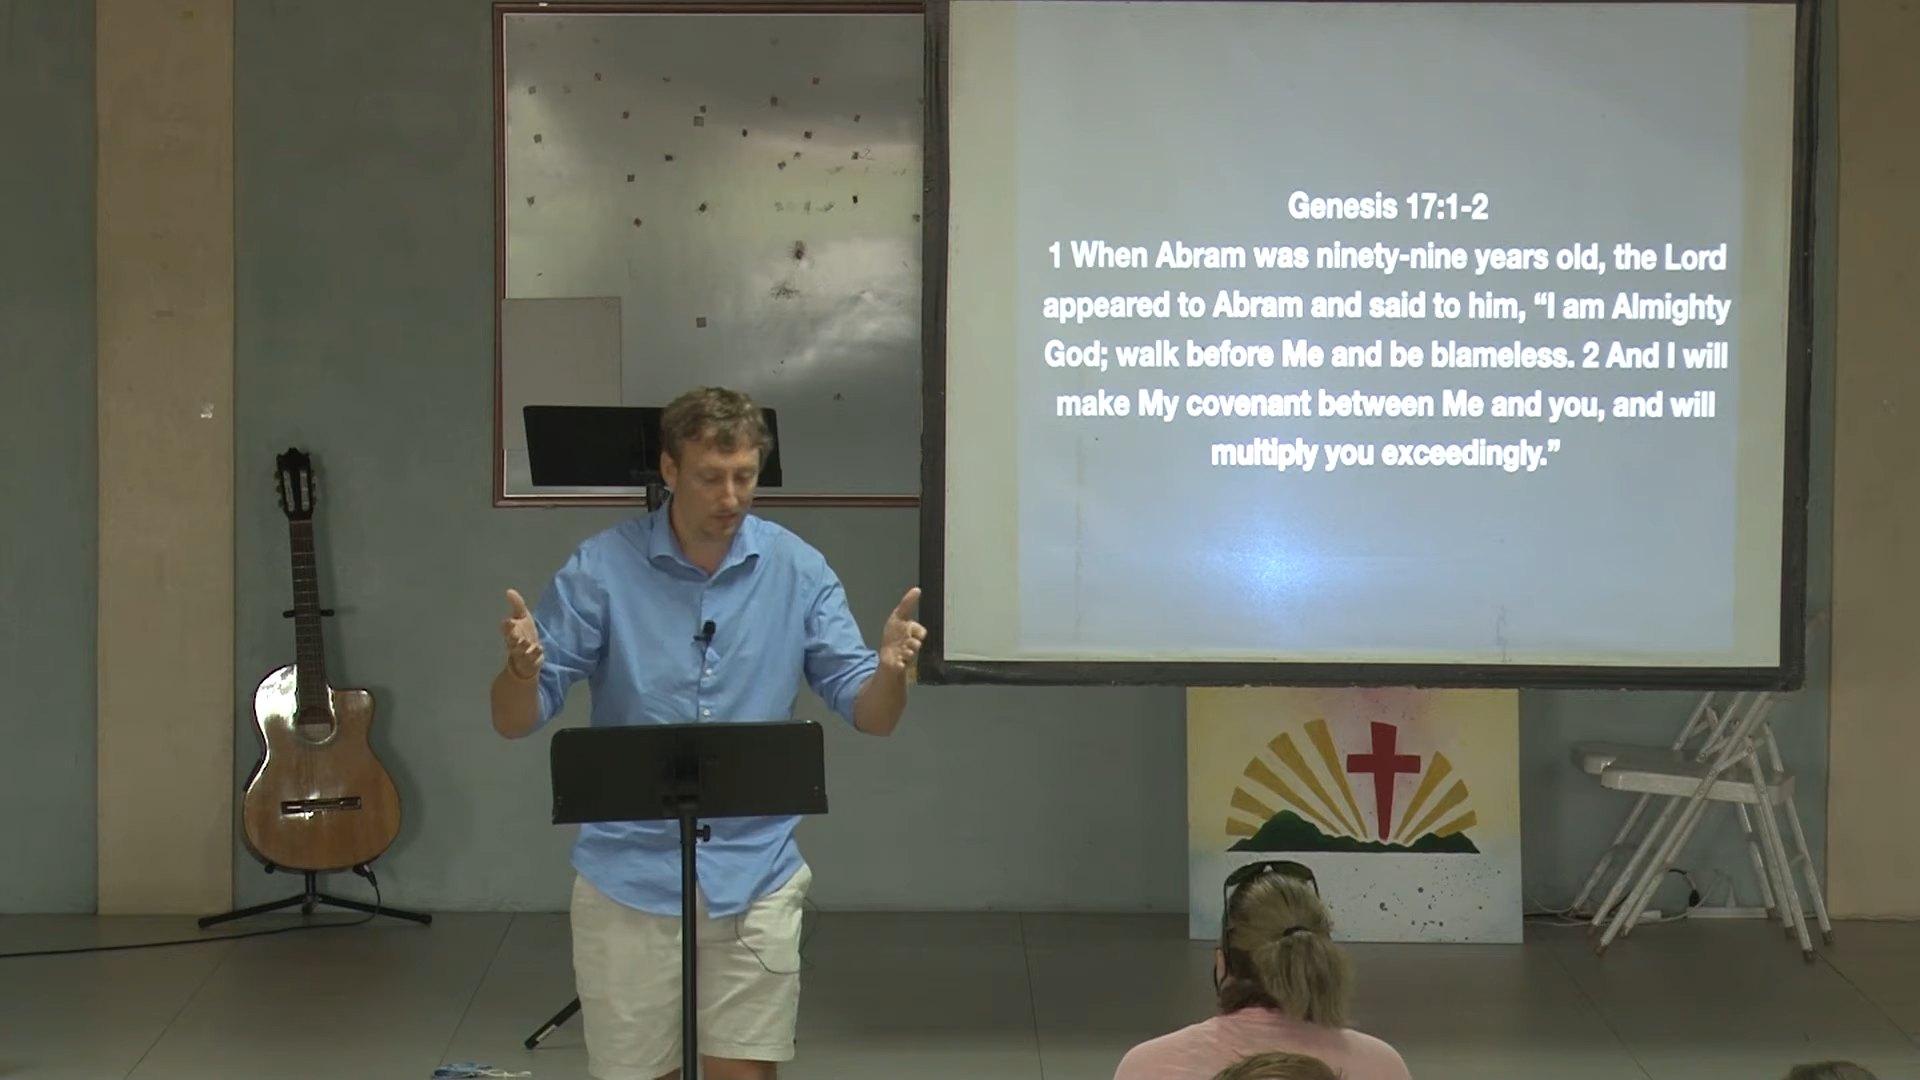 Genesis 17:1-2
1 When Abram was ninety-nine years old, the Lord
appeared to Abram and said to him, “I am Almighty
God; walk before Me and be blameless. 2 And I will
make My covenant between Me and you, and will
multiply you exceedingly.”